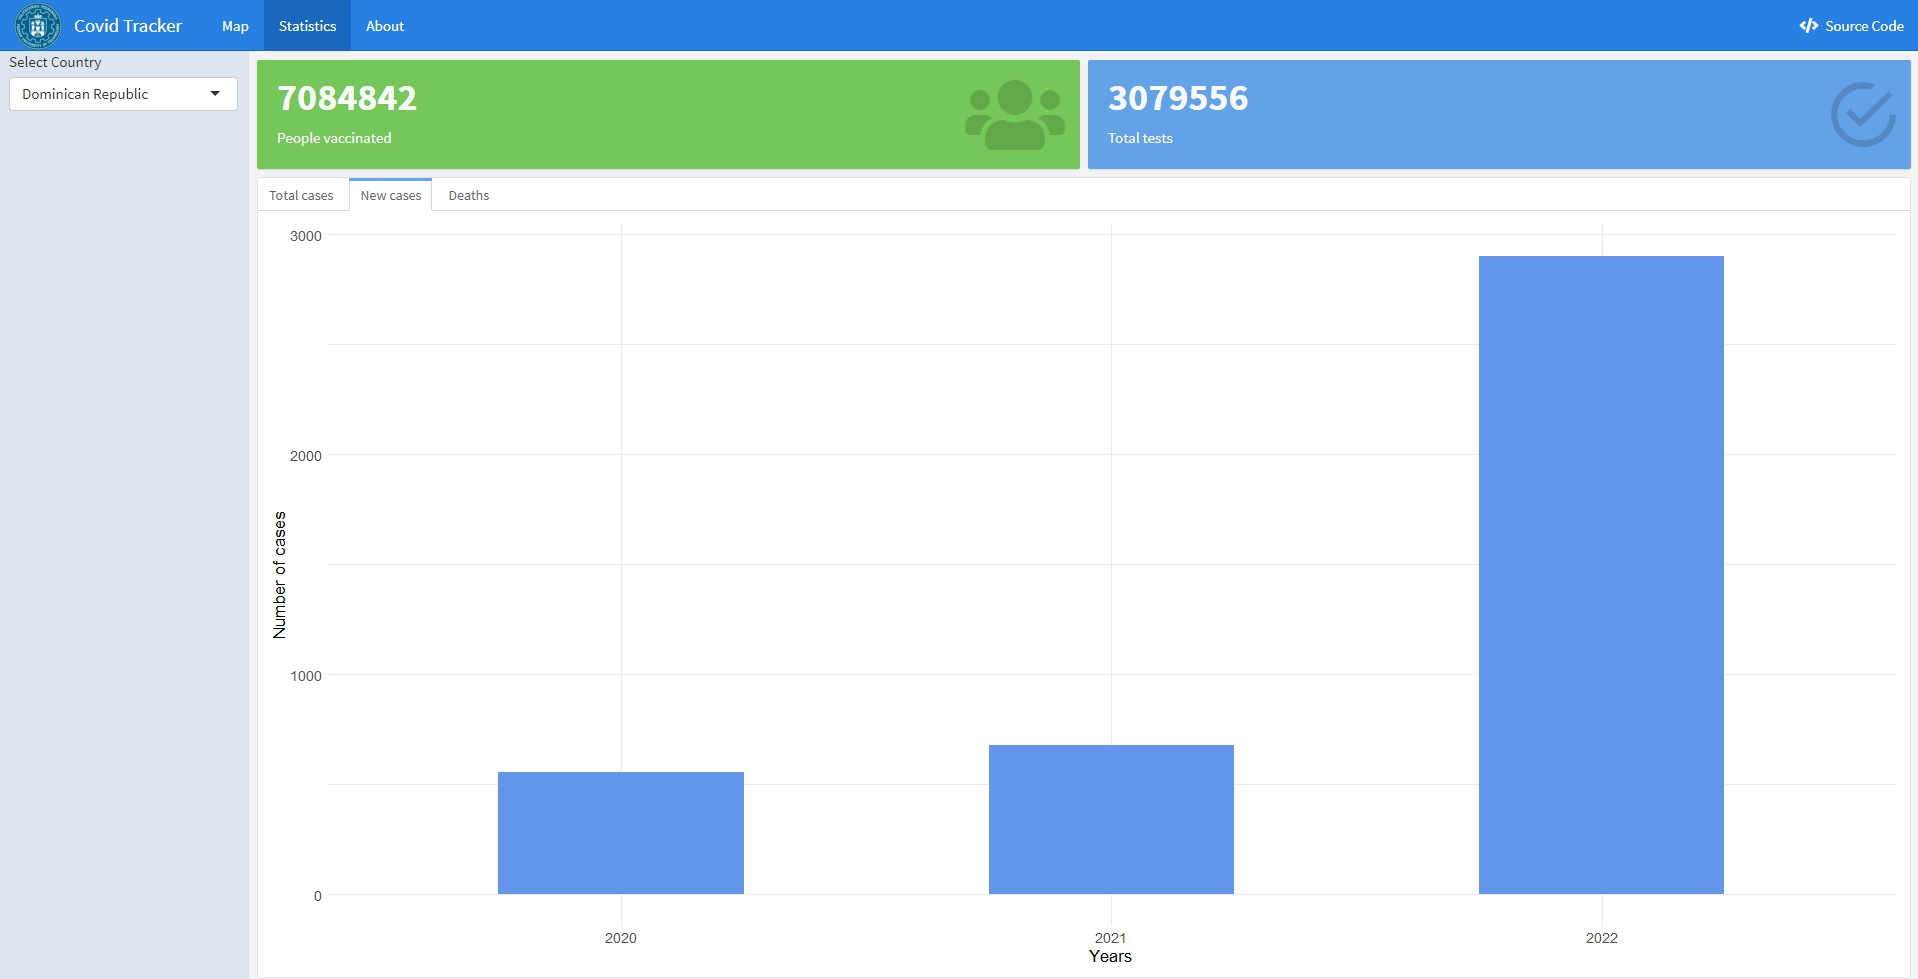 Covid Tracker Map Statistics About Source Code
Select Country
Dominican Republic
7084842
People vaccinated
3079556
Total tests
Total cases New cases Deaths
3000
2000
1000
0
Number of cases
2020 2021 2022
Years